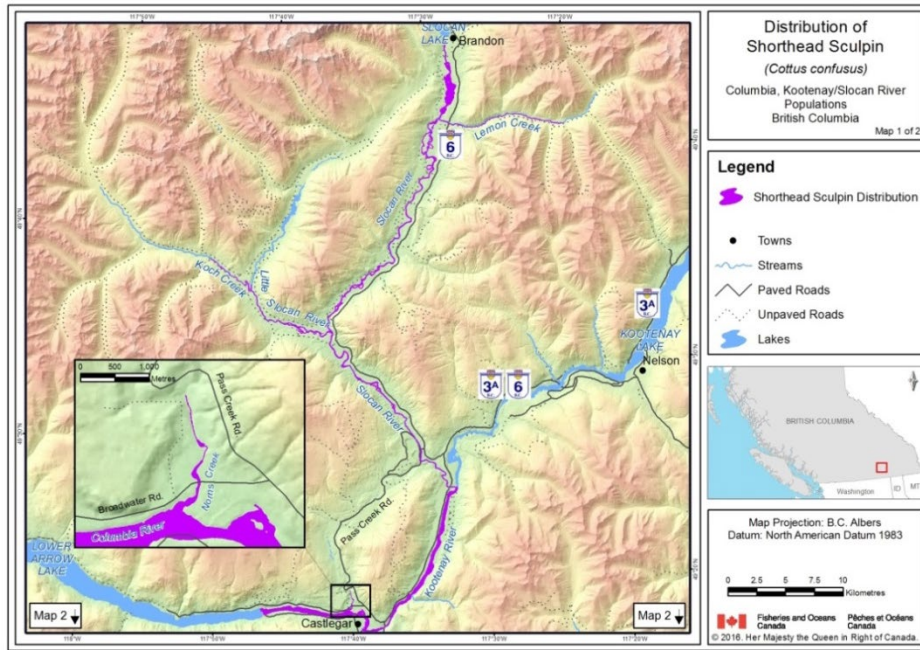 117°50'W
117°40'W
117°30'W
117°20'W
SLOCAN
LAKE
Brandon
Lemon Creek
6
BC
Slocan River
Koch Creek
Little
Slocan River
3A
BC
KOOTENAY
LAKE
Nelson
3A
6
Slocan River
0 500 1,000
Metres
Pass Creek Rd.
Norns Creek
Broadwater Rd.
Columbia River
Pass Creek Rd.
Kootenay River
LOWER
ARROW
LAKE
Castlegar
Map 2
Map 2
118°W
117°50'W
117°40'W
117°30'W
117°20'W
Distribution of
Shorthead Sculpin
(Cottus confusus)
Columbia, Kootenay/Slocan River
Populations
British Columbia
Map 1 of 2
Legend
Shorthead Sculpin Distribution
Towns
Streams
Paved Roads
Unpaved Roads
Lakes
BRITISH COLUMBIA
Washington
ID
MT
Map Projection: B.C. Albers
Datum: North American Datum 1983
0 2.5 5 7.5 10
Kilometres
Fisheries and Oceans Pêches et Océans
Canada Canada
© 2016. Her Majesty the Queen in Right of Canada.